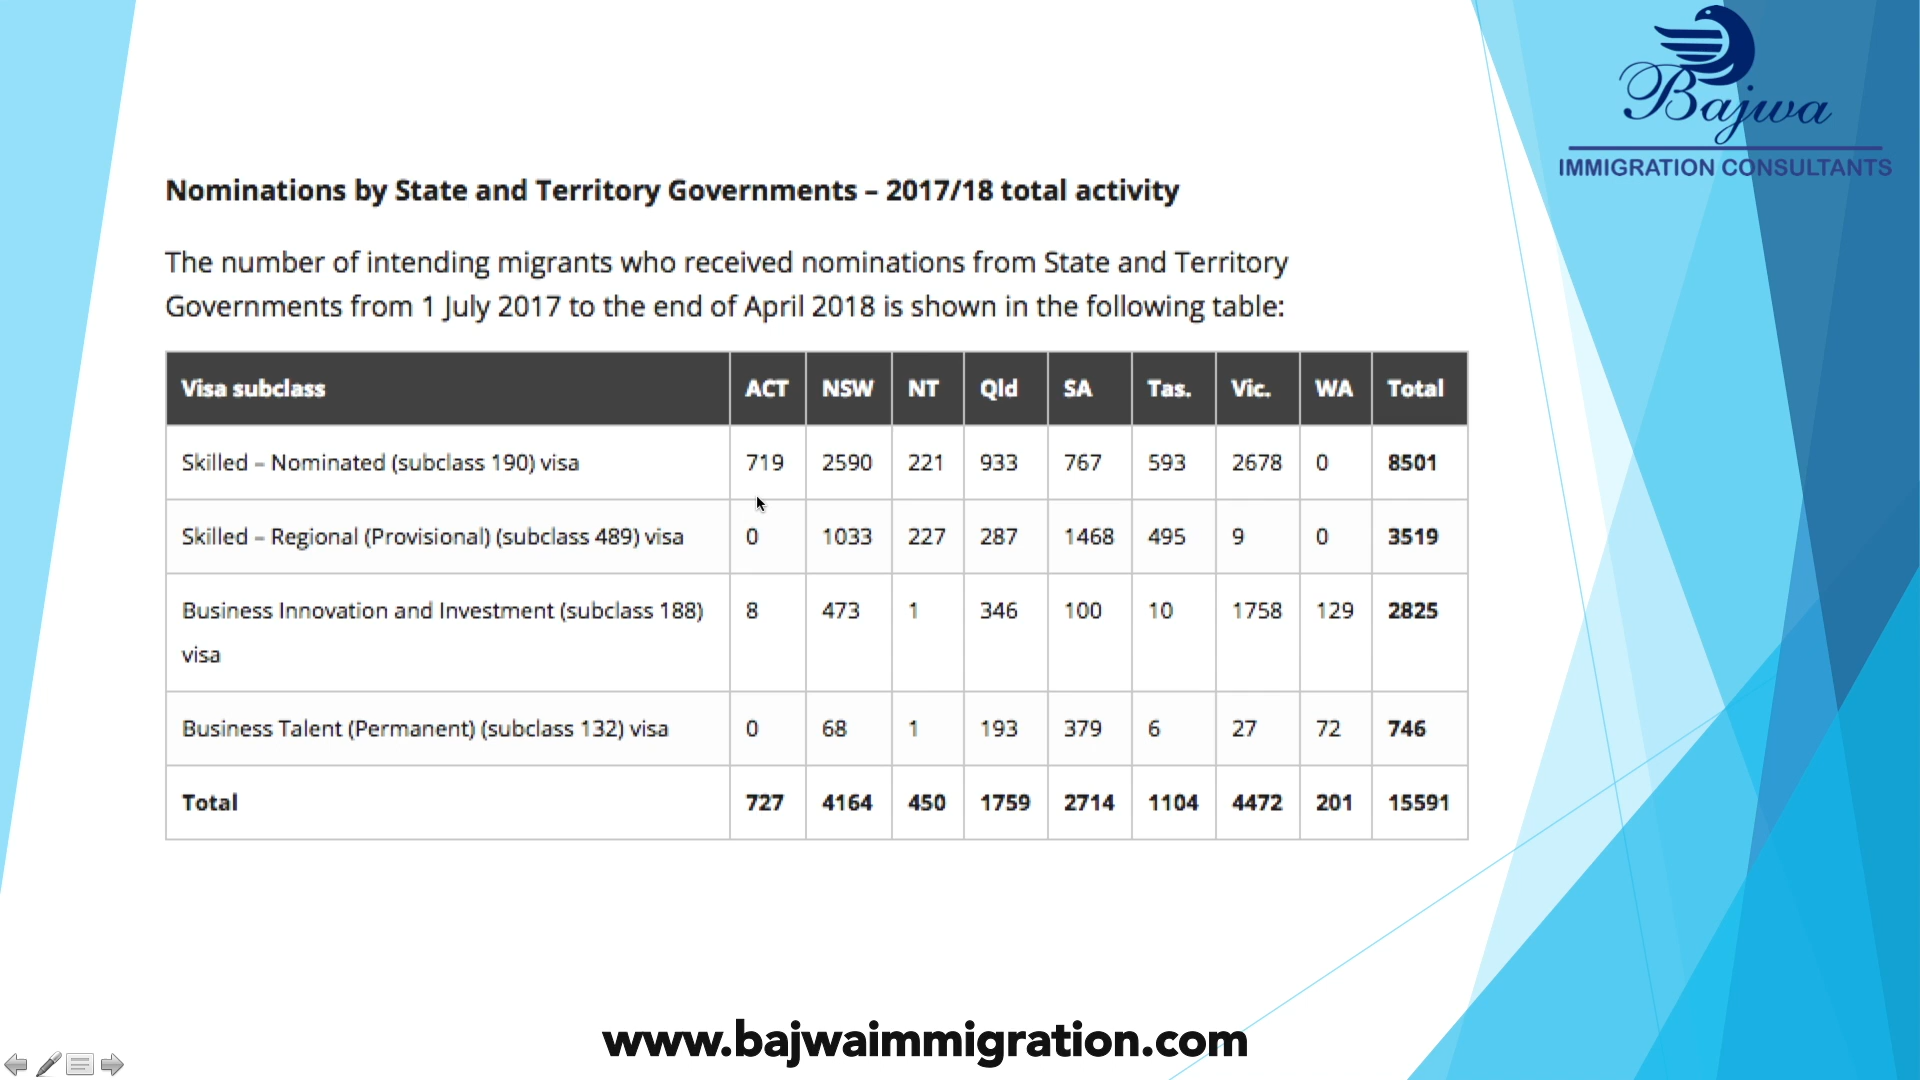 Bajwa
IMMIGRATION CONSULTANTS
Nominations by State and Territory Governments – 2017/18 total activity
The number of intending migrants who received nominations from State and Territory
Governments from 1 July 2017 to the end of April 2018 is shown in the following table:
Visa subclass ACT NSW NT Qld SA Tas. Vic. WA Total
Skilled – Nominated (subclass 190) visa 719 2590 221 933 767 593 2678 0 8501
Skilled – Regional (Provisional) (subclass 489) visa 0 1033 227 287 1468 495 9 0 3519
Business Innovation and Investment (subclass 188) 8 473 1 346 100 10 1758 129 2825
visa
Business Talent (Permanent) (subclass 132) visa 0 68 1 193 379 6 27 72 746
Total 727 4164 450 1759 2714 1104 4472 201 15591
www.bajwaimmigration.com